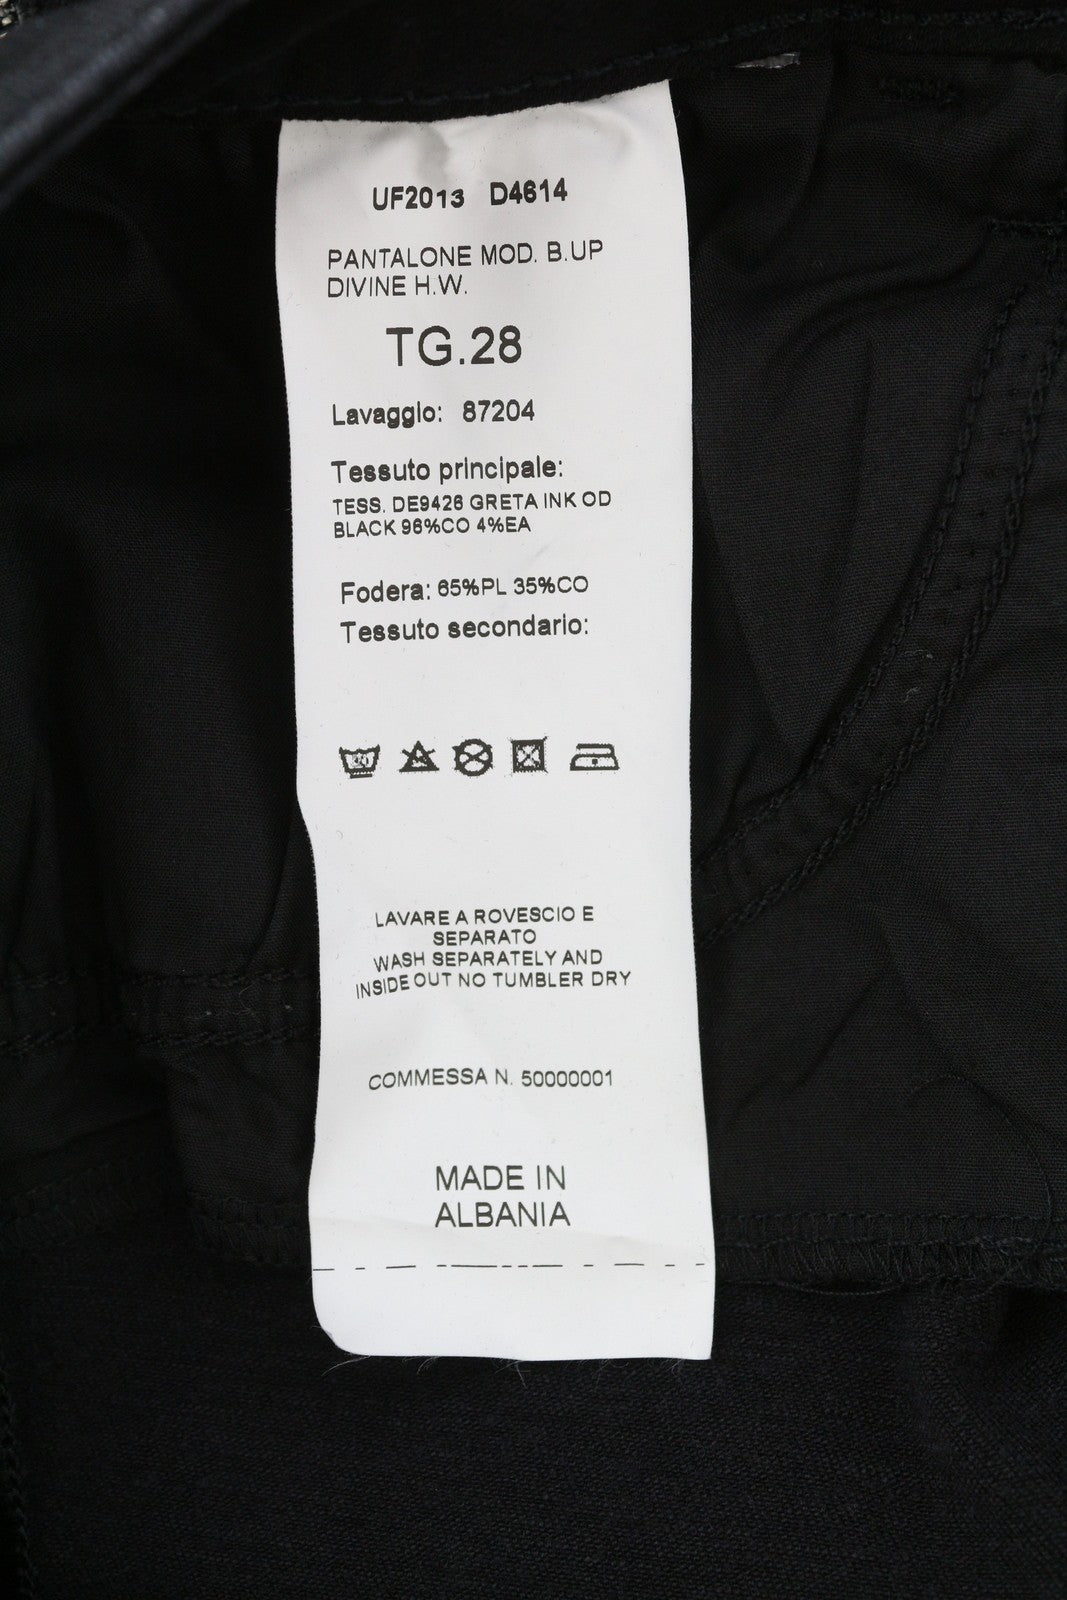 UF2013 D4614
PANTALONE MOD. B.UP
DIVINE H.W.
TG.28
Lavaggio: 87204
Tessuto principale:
TESS. DE9426 GRETA INK OD
BLACK 96%CO 4%EA
Fodera: 65%PL 35%CO
Tessuto secondario:
LAVARE A ROVESCIO E
SEPARATO
WASH SEPARATELY AND
INSIDE OUT NO TUMBLER DRY
COMMESSA N. 50000001
MADE IN
ALBANIA